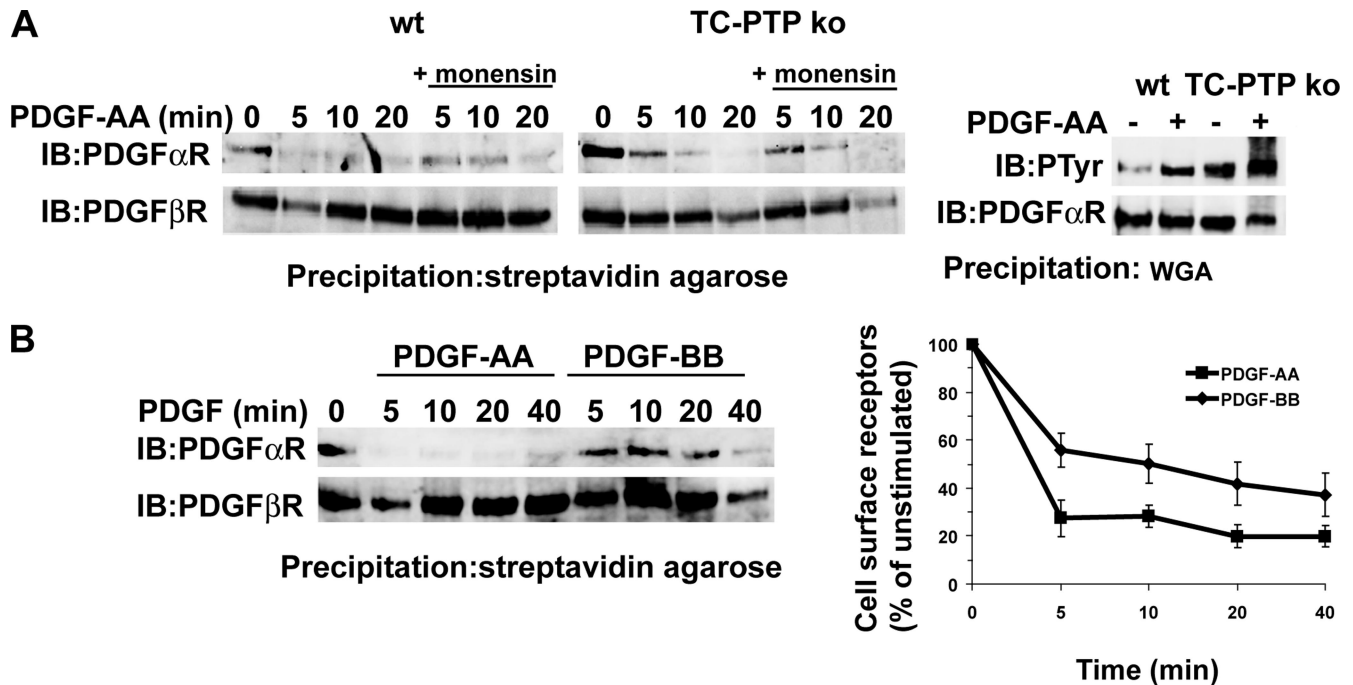 A
wt
TC-PTP ko
+ monensin
+ monensin
PDGF-AA (min) 0 5 10 20 5 10 20 0 5 10 20 5 10 20
IB:PDGFαR
IB:PDGFβR
Precipitation:streptavidin agarose
wt TC-PTP ko
PDGF-AA - + - +
IB:PTyr
IB:PDGFαR
Precipitation: WGA
B
PDGF-AA PDGF-BB
PDGF (min) 0 5 10 20 40 5 10 20 40
IB:PDGFαR
IB:PDGFβR
Precipitation:streptavidin agarose
Cell surface receptors
(% of unstimulated)
100
80
60
40
20
0
PDGF-AA
PDGF-BB
0 5 10 20 40
Time (min)